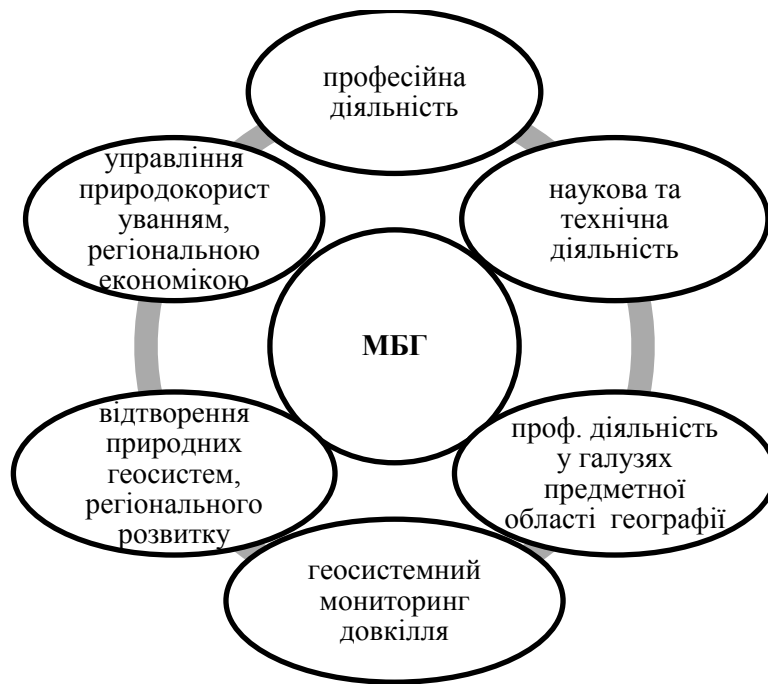 професійна
діяльність
наукова та
технічна
діяльність
проф. діяльність
у галузях
предметної
області географії
геосистемний
мониторинг
довкілля
відтворення
природних
геосистем,
регіонального
розвитку
управління
природокорист
уванням,
регіональною
економікою
МБГ